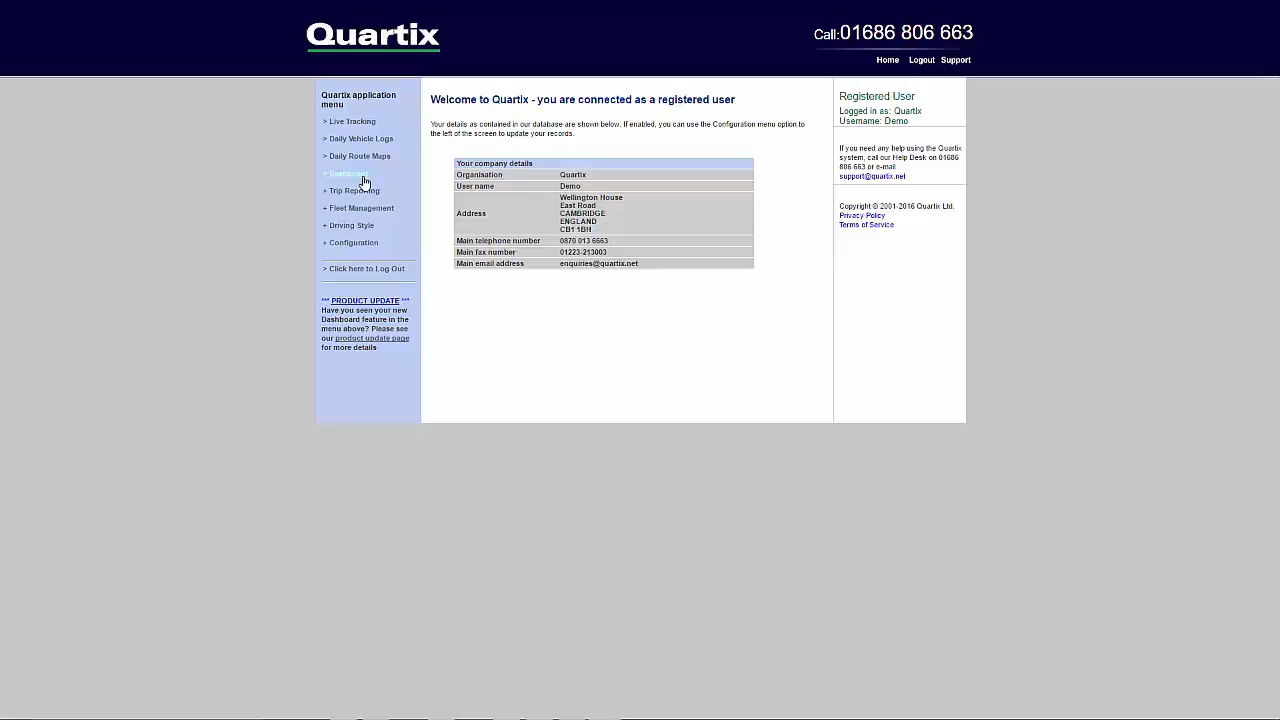 Quartix
Call:01686 806 663
Home Logout Support
Quartix application
menu
> Live Tracking
> Daily Vehicle Logs
> Daily Route Maps
+ Dashboard
+ Trip Reporting
+ Fleet Management
+ Driving Style
+ Configuration
> Click here to Log Out
*** PRODUCT UPDATE ***
Have you seen your new
Dashboard feature in the
menu above? Please see
our product update page
for more details
Welcome to Quartix - you are connected as a registered user
Your details as contained in our database are shown below. If enabled, you can use the Configuration menu option to
the left of the screen to update your records.
Your company details
Organisation Quartix
User name Demo
Address Wellington House
East Road
CAMBRIDGE
ENGLAND
CB1 1BH
Main telephone number 0870 013 6663
Main fax number 01223-213003
Main email address enquiries@quartix.net
Registered User
Logged in as: Quartix
Username: Demo
If you need any help using the Quartix
system, call our Help Desk on 01686
806 663 or e-mail
support@quartix.net
Copyright © 2001-2016 Quartix Ltd.
Privacy Policy
Terms of Service